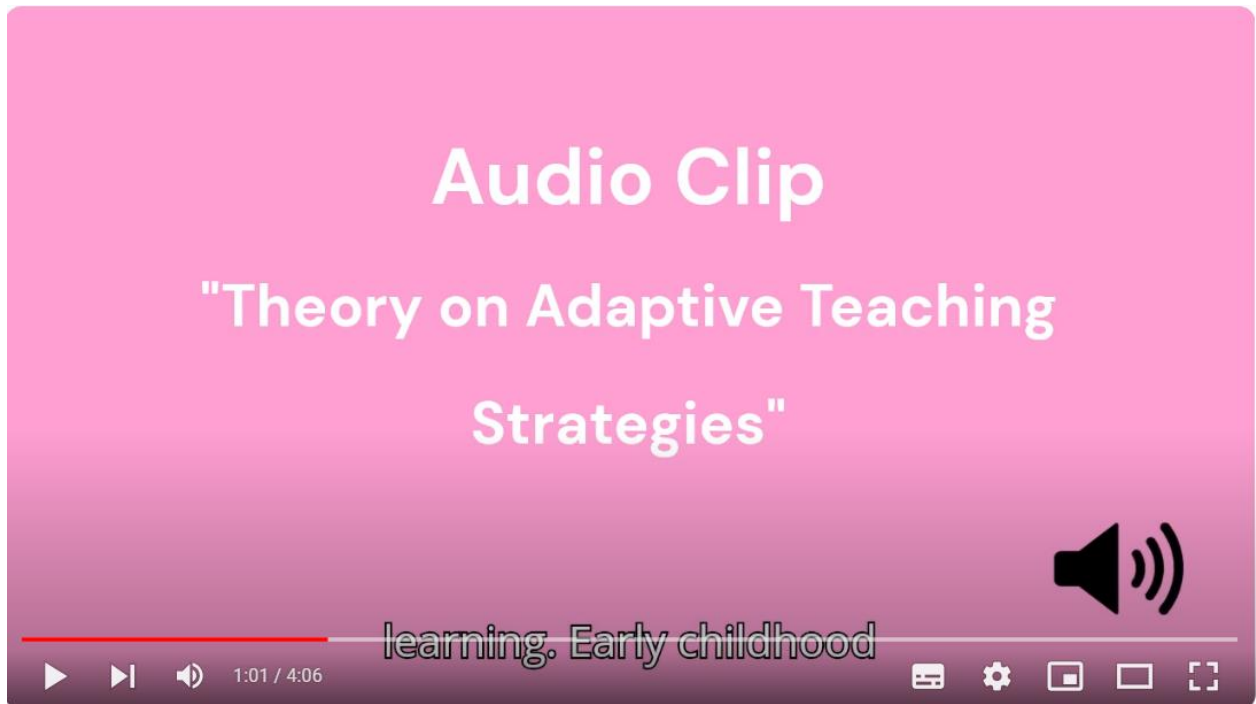 Audio Clip
"Theory on Adaptive Teaching
Strategies"
learning. Early childhood
1:01 / 4:06